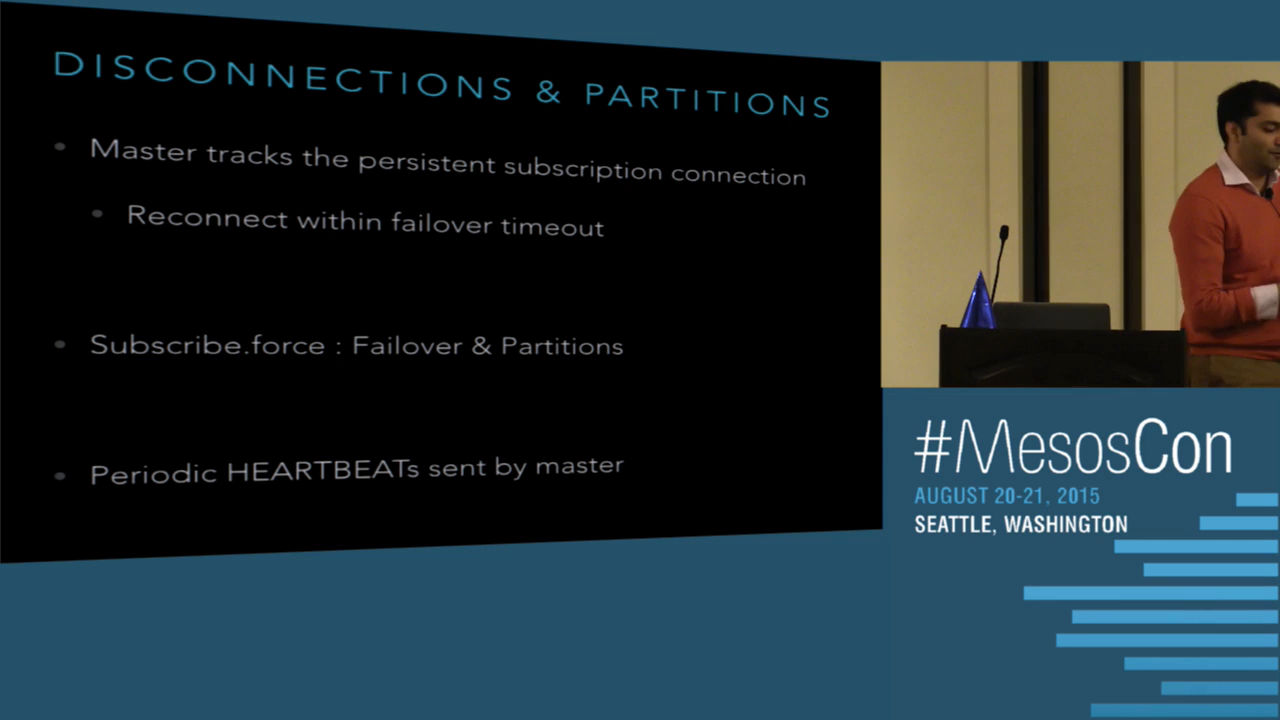 DISCONNECTIONS & PARTITIONS
Master tracks the persistent subscription connection
Reconnect within failover timeout
Subscribe.force : Failover & Partitions
Periodic HEARTBEATs sent by master
#MesosCon
AUGUST 20-21, 2015
SEATTLE, WASHINGTON